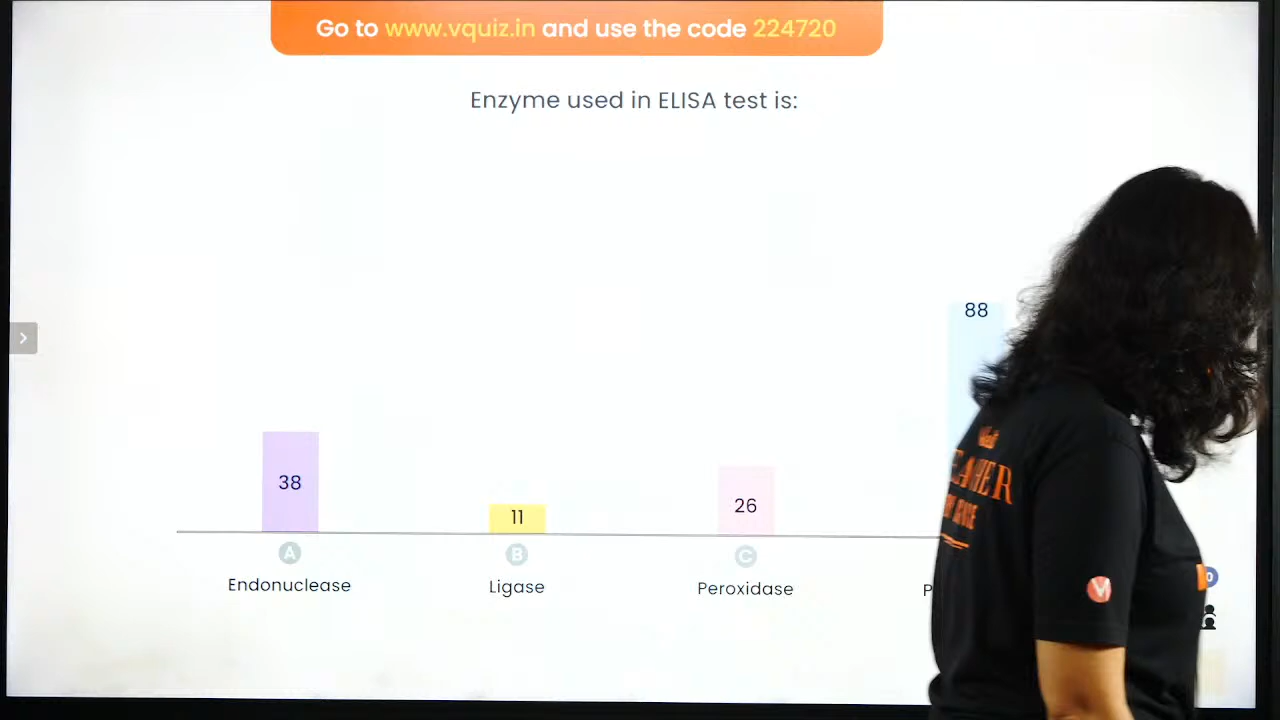 Go to www.vquiz.in and use the code 224720
Enzyme used in ELISA test is:
88
38
11
26
A
B
C
Endonuclease
Ligase
Peroxidase